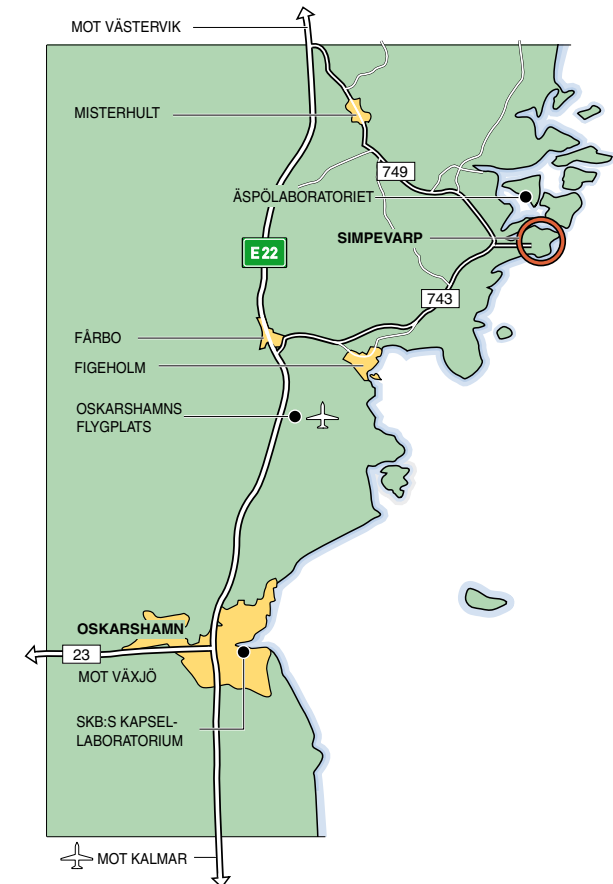 MOT VÄSTERVIK
MISTERHULT
749
ÄSPÖLABORATORIET
SIMPEVARP
E22
743
FÅRBO
FIGEHOLM
OSKARSHAMNS
FLYGPLATS
OSKARSHAMN
23
MOT VÄXJÖ
SKB:S KAPSEL-
LABORATORIUM
MOT KALMAR